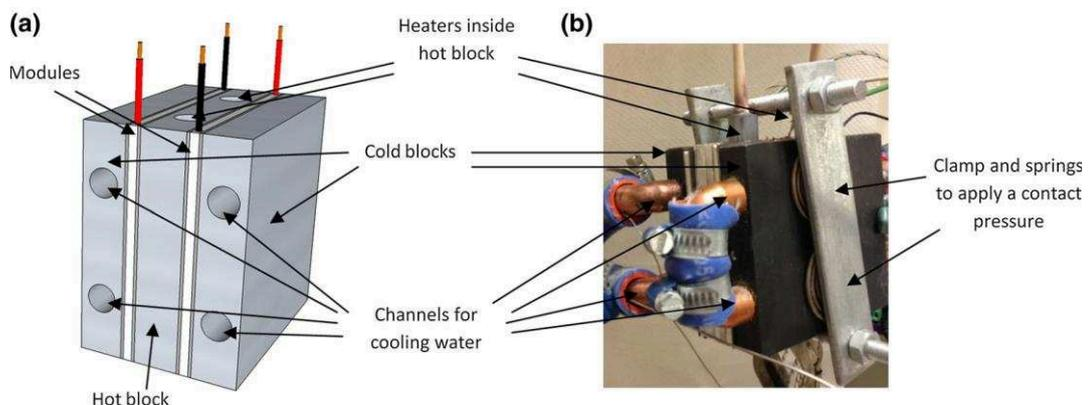 (a)
Modules
Heaters inside
hot block
(b)
Cold blocks
Clamp and springs
to apply a contact
pressure
Channels for
cooling water
Hot block